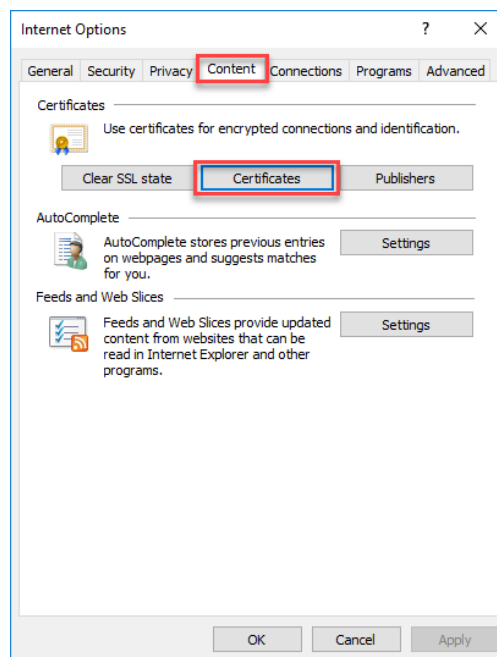 Internet Options
?
General Security Privacy Content Connections Programs Advanced
Certificates
Use certificates for encrypted connections and identification.
Clear SSL state Certificates Publishers
AutoComplete
AutoComplete stores previous entries
on webpages and suggests matches
for you.
Settings
Feeds and Web Slices
Feeds and Web Slices provide updated
content from websites that can be
read in Internet Explorer and other
programs.
Settings
OK Cancel Apply